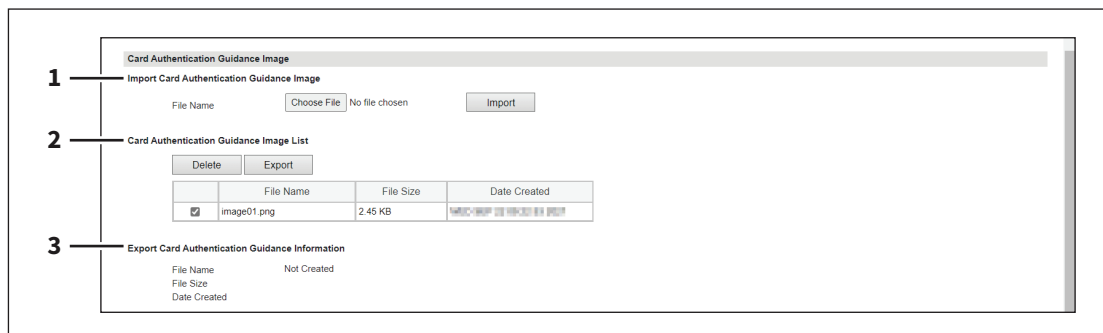 Card Authentication Guidance Image
1 Import Card Authentication Guidance Image
File Name Choose File No file chosen Import
2 Card Authentication Guidance Image List
Delete Export
File Name File Size Date Created
image01.png 2.45 KB
3 Export Card Authentication Guidance Information
File Name Not Created
File Size
Date Created